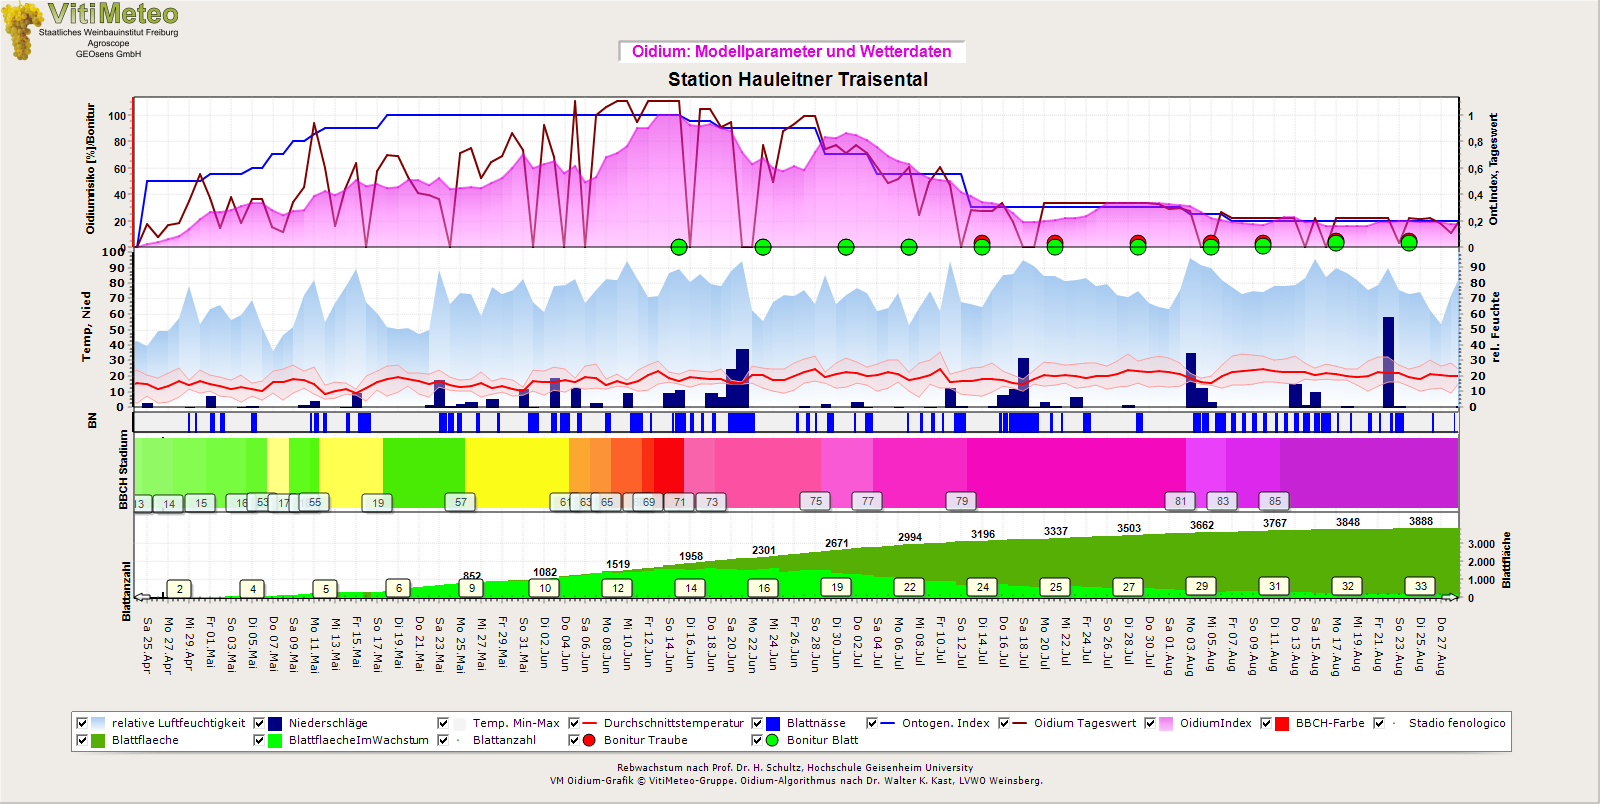 VitiMeteo
Staatliches Weinbauinstitut Freiburg
Agroscope
GEOsens GmbH
Oidium: Modellparameter und Wetterdaten
Station Hauleitner Traisental
Oidiumrisiko [%]/Bonitur
100
80
60
40
20
0
1
0,8
0,6
0,4
0,2
0
Ont.Index, Tageswert
Temp, Nied
100
90
80
70
60
50
40
30
20
10
0
90
80
70
60
50
40
30
20
10
0
rel. Feuchte
BN
BBCH Stadium
13 14 15 16 53 17 55 19 57 61 63 65 69 71 73 75 77 79 81 83 85
Blattanzahl
852 1082 1519 1958 2301 2671 2994 3196 3337 3503 3662 3767 3848 3888
2 4 5 6 9 10 12 14 16 19 22 24 25 27 29 31 32 33
3.000
2.000
1.000
0
Blattfläche
Sa 25.Apr
Mo 27.Apr
Mi 29.Apr
Fr 01.Mai
So 03.Mai
Di 05.Mai
Do 07.Mai
Sa 09.Mai
Mo 11.Mai
Mi 13.Mai
Fr 15.Mai
So 17.Mai
Di 19.Mai
Do 21.Mai
Sa 23.Mai
Mo 25.Mai
Mi 27.Mai
Fr 29.Mai
So 31.Mai
Di 02.Jun
Do 04.Jun
Sa 06.Jun
Mo 08.Jun
Mi 10.Jun
Fr 12.Jun
So 14.Jun
Di 16.Jun
Do 18.Jun
Sa 20.Jun
Mo 22.Jun
Mi 24.Jun
Fr 26.Jun
So 28.Jun
Di 30.Jun
Do 02.Jul
Sa 04.Jul
Mo 06.Jul
Mi 08.Jul
Fr 10.Jul
So 12.Jul
Di 14.Jul
Do 16.Jul
Sa 18.Jul
Mo 20.Jul
Mi 22.Jul
Fr 24.Jul
So 26.Jul
Di 28.Jul
Do 30.Jul
Sa 01.Aug
Mo 03.Aug
Mi 05.Aug
Fr 07.Aug
So 09.Aug
Di 11.Aug
Do 13.Aug
Sa 15.Aug
Mo 17.Aug
Mi 19.Aug
Fr 21.Aug
So 23.Aug
Di 25.Aug
Do 27.Aug
relative Luftfeuchtigkeit Niederschläge Temp. Min-Max Durchschnittstemperatur Blattnässe Ontogen. Index Oidium Tageswert OidiumIndex BBCH-Farbe Stadio fenologico
Blattflaeche BlattflaecheImWachstum Blattanzahl Bonitur Traube Bonitur Blatt
Rebwachstum nach Prof. Dr. H. Schultz, Hochschule Geisenheim University
VM Oidium-Grafik © VitiMeteo-Gruppe. Oidium-Algorithmus nach Dr. Walter K. Kast, LVWO Weinsberg.